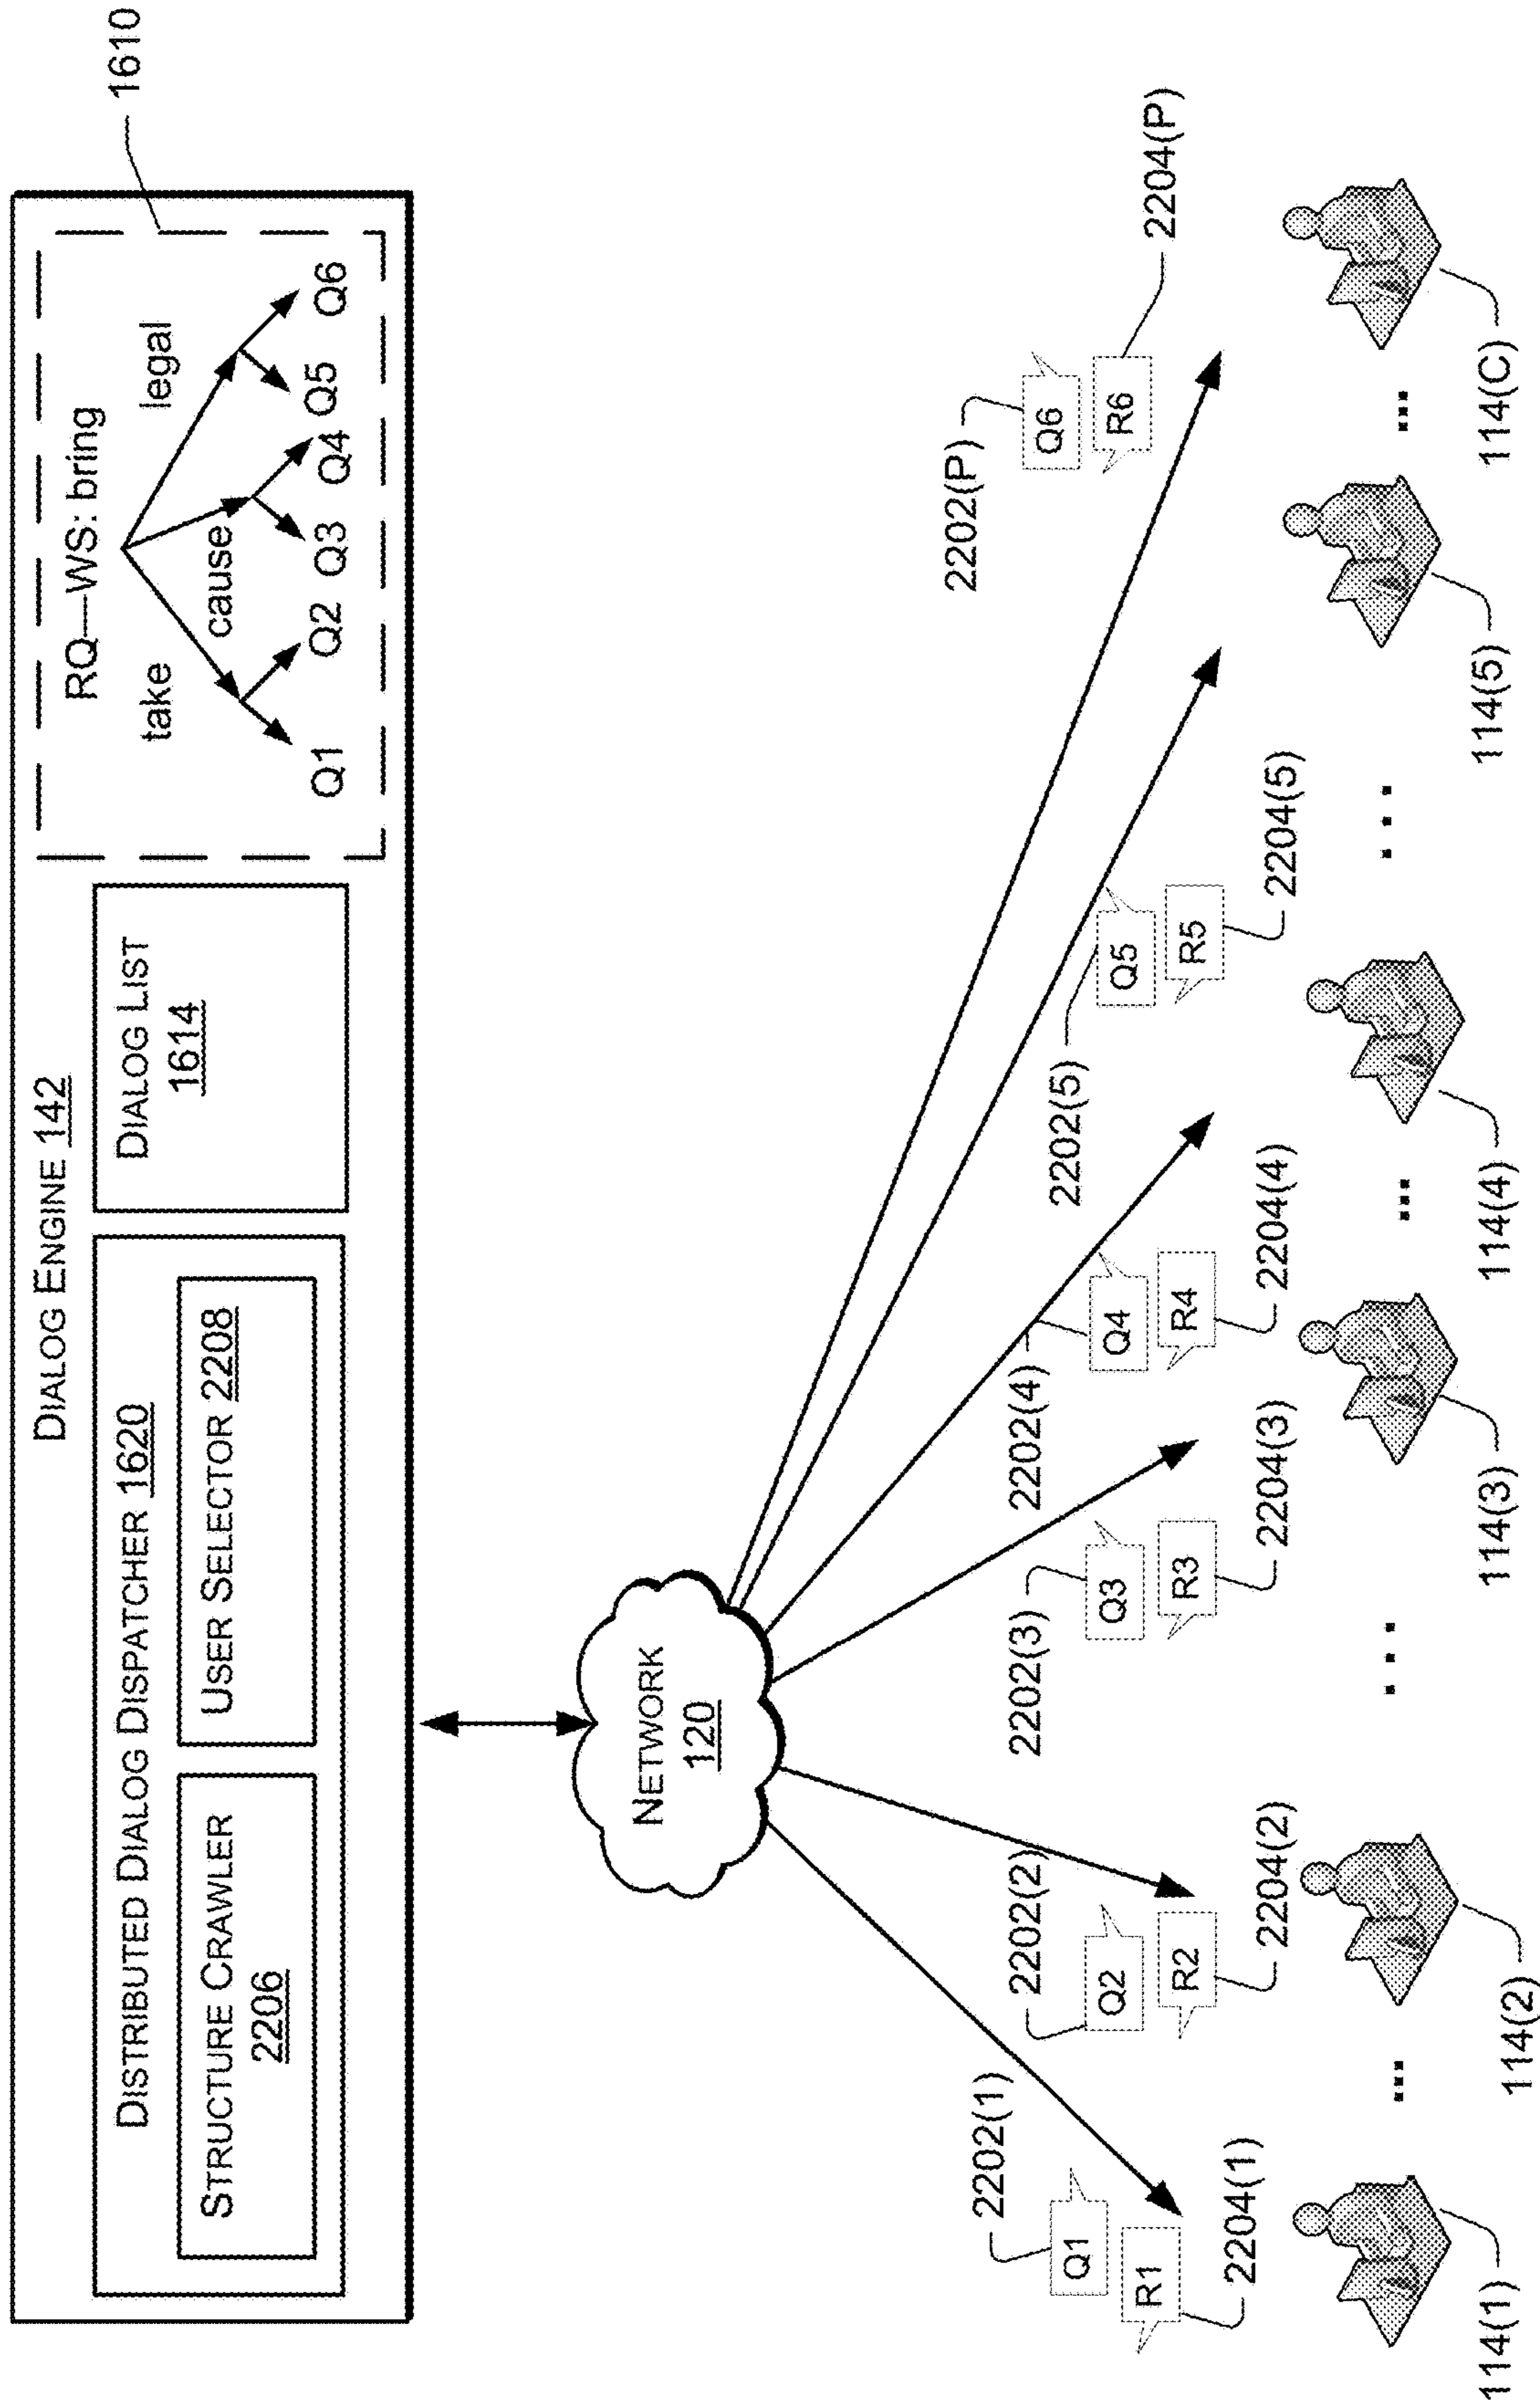 DIALOG ENGINE 142
DISTRIBUTED DIALOG DISPATCHER 1620
STRUCTURE CRAWLER
2206
USER SELECTOR 2208
DIALOG LIST
1614
RQ—WS: bring
take
cause
legal
Q1
Q2
Q3
Q4
Q5
Q6
1610
NETWORK
120
2202(1)
Q1
R1
2204(1)
2202(2)
Q2
R2
2204(2)
2202(3)
Q3
R3
2204(3)
2202(4)
Q4
R4
2204(4)
2202(5)
Q5
R5
2204(5)
2202(P)
Q6
R6
2204(P)
...
...
...
...
...
114(1)
114(2)
114(3)
114(4)
114(5)
114(C)